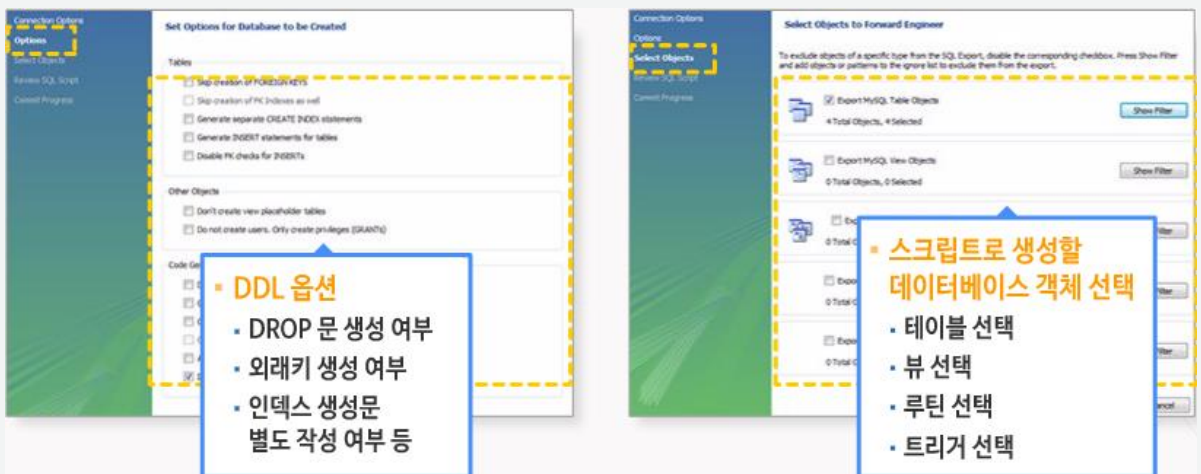 Connection Options
Options
Select Objects
Review SQL Script
Commit Progress
Set Options for Database to be Created
Tables
Skip creation of FOREIGN KEYS
Skip creation of FK Indexes as well
Generate separate CREATE INDEX statements
Generate INSERT statements for tables
Disable FK checks for INSERTs
Other Objects
Don't create view placeholder tables
Do not create users. Only create privileges (GRANTs)
Code Ge
DDL 옵션
DROP 문 생성 여부
외래키 생성 여부
인덱스 생성문
별도 작성 여부 등
Connection Options
Options
Select Objects
Review SQL Script
Commit Progress
Select Objects to Forward Engineer
To exclude objects of a specific type from the SQL Export, disable the corresponding checkbox. Press Show Filter
and add objects or patterns to the ignore list to exclude them from the export.
Export MySQL Table Objects
4 Total Objects, 4 Selected
Show Filter
Export MySQL View Objects
0 Total Objects, 0 Selected
Show Filter
스크립트로 생성할
데이터베이스 객체 선택
테이블 선택
뷰 선택
루틴 선택
트리거 선택